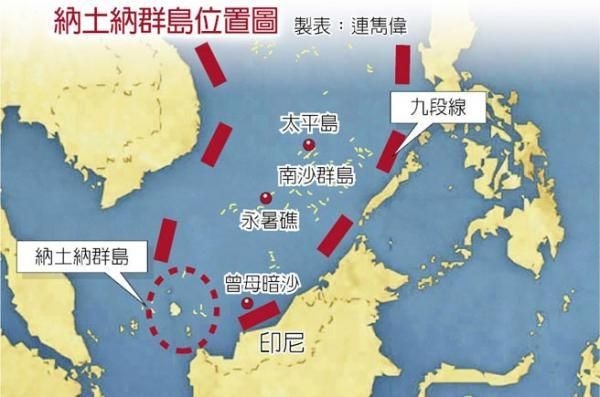 納土納群島位置圖 製表：連雋偉
九段線
太平島
南沙群島
永暑礁
納土納群島
曾母暗沙
印尼